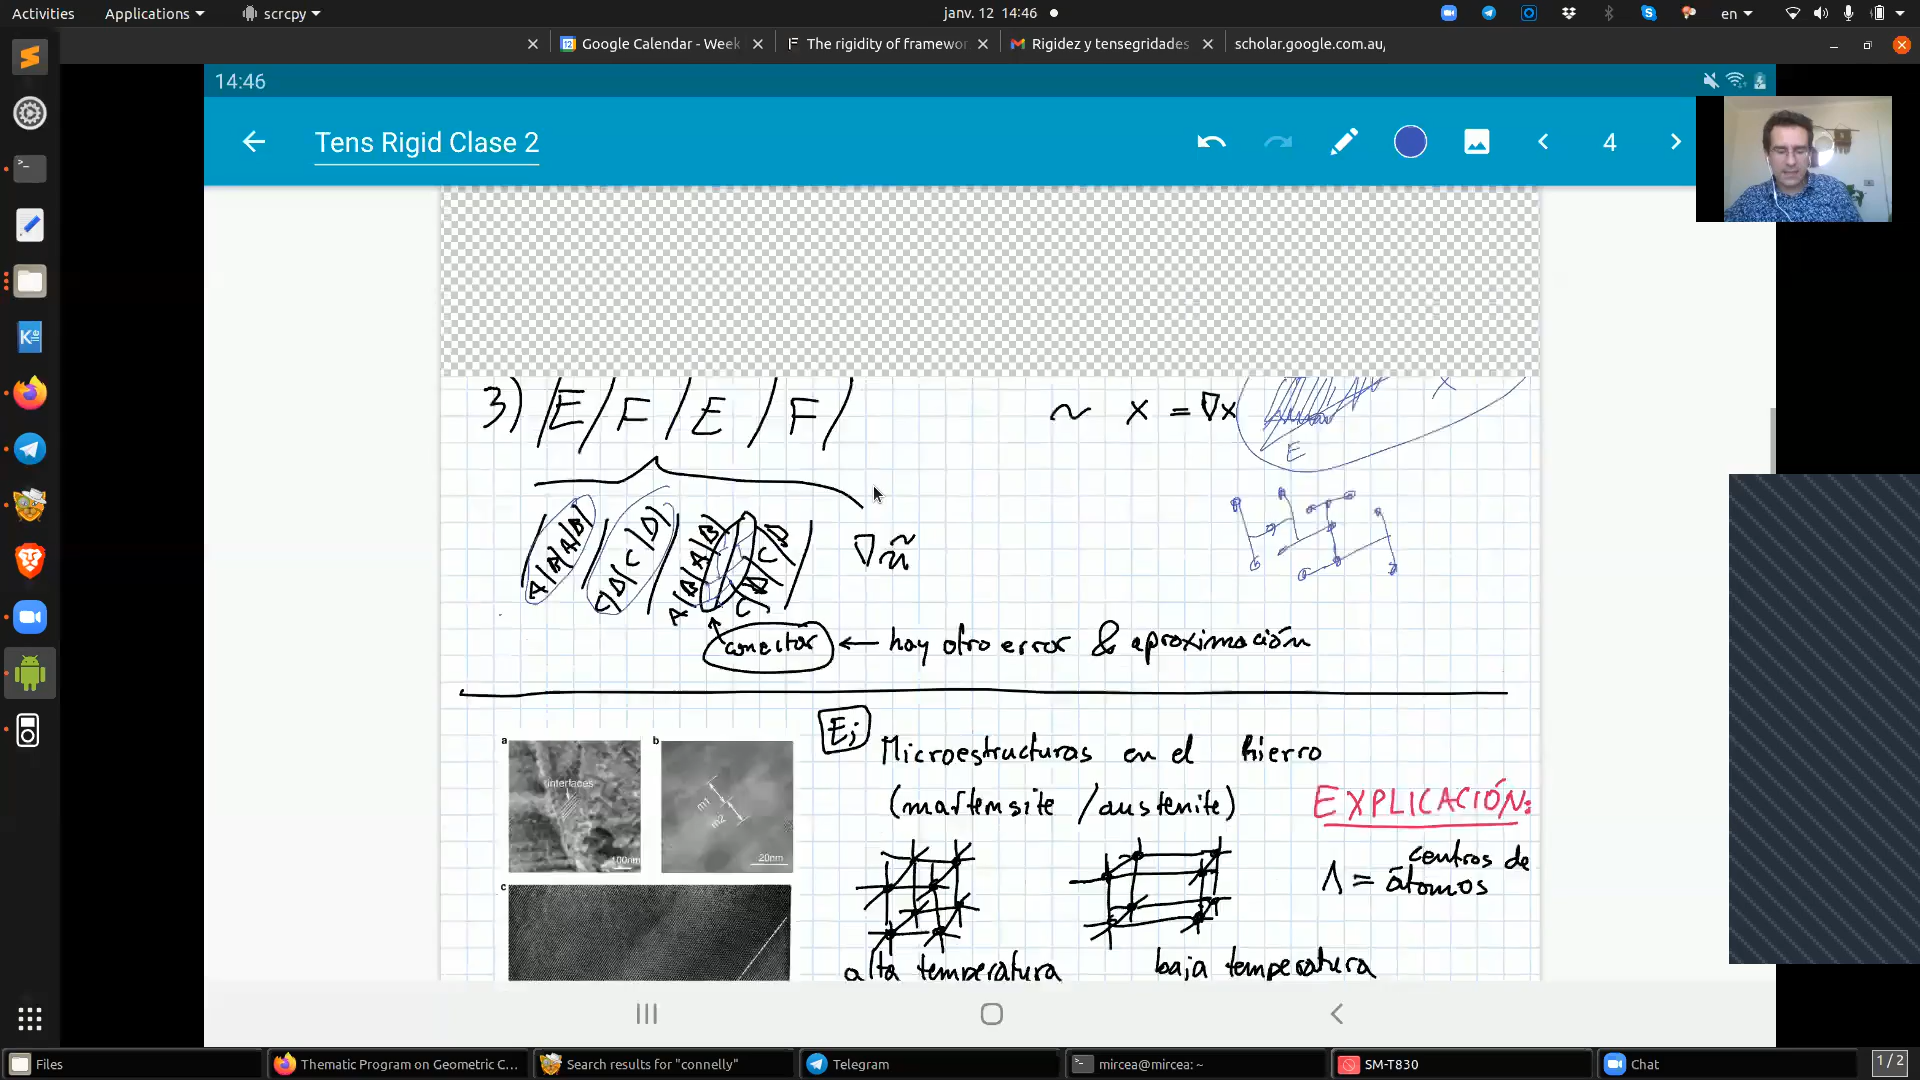 Activities Applications scrcpy janv. 12 14:46 en
Google Calendar - Week The rigidity of framewor Rigidez y tensegridades scholar.google.com.au,
14:46
Tens Rigid Clase 2 4
3) /E/ F / E / F/ ~ X = ∇x
X
E
A|A|A|B C|D|C|D A|B|A|B C|D|C|D ∇ũ
conector ← hay otro error & aproximación
Ej Microestructuras en el hierro
(martensite / austenite) EXPLICACIÓN:
a b
interfaces
100nm
m1
m2
20nm
c
Λ = centros de átomos
alta temperatura baja temperatura
Files Thematic Program on Geometric C... Search results for "connelly" Telegram mircea@mircea: ~ SM-T830 Chat 1 / 2